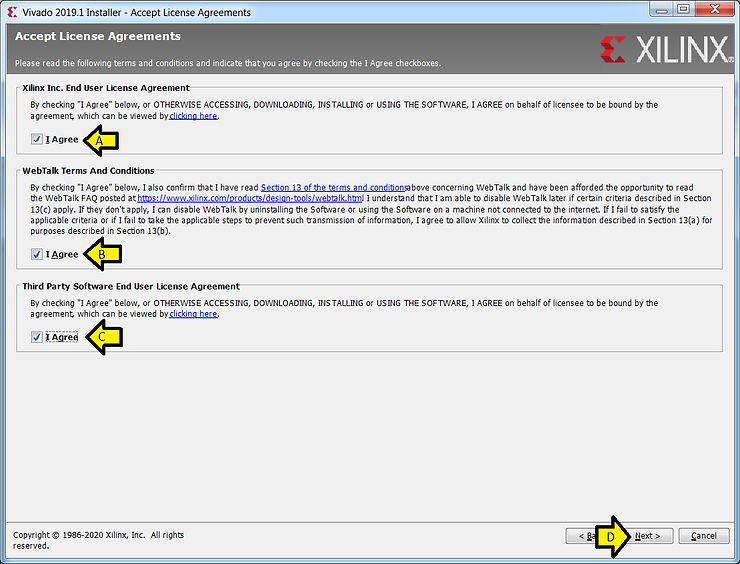 Vivado 2019.1 Installer - Accept License Agreements
Accept License Agreements
XILINX
Please read the following terms and conditions and indicate that you agree by checking the I Agree checkboxes.
Xilinx Inc. End User License Agreement
By checking "I Agree" below, or OTHERWISE ACCESSING, DOWNLOADING, INSTALLING or USING THE SOFTWARE, I AGREE on behalf of licensee to be bound by the
agreement, which can be viewed by clicking here.
I Agree A
WebTalk Terms And Conditions
By checking "I Agree" below, I also confirm that I have read Section 13 of the terms and conditions above concerning WebTalk and have been afforded the opportunity to read
the WebTalk FAQ posted at https://www.xilinx.com/products/design-tools/webtalk.html I understand that I am able to disable WebTalk later if certain criteria described in Section
13(c) apply. If they don't apply, I can disable WebTalk by uninstalling the Software or using the Software on a machine not connected to the internet. If I fail to satisfy the
applicable criteria or if I fail to take the applicable steps to prevent such transmission of information, I agree to allow Xilinx to collect the information described in Section 13(a) for
purposes described in Section 13(b).
I Agree B
Third Party Software End User License Agreement
By checking "I Agree" below, or OTHERWISE ACCESSING, DOWNLOADING, INSTALLING or USING THE SOFTWARE, I AGREE on behalf of licensee to be bound by the
agreement, which can be viewed by clicking here.
I Agree C
Copyright © 1986-2020 Xilinx, Inc. All rights
reserved.
< Ba D Next > Cancel